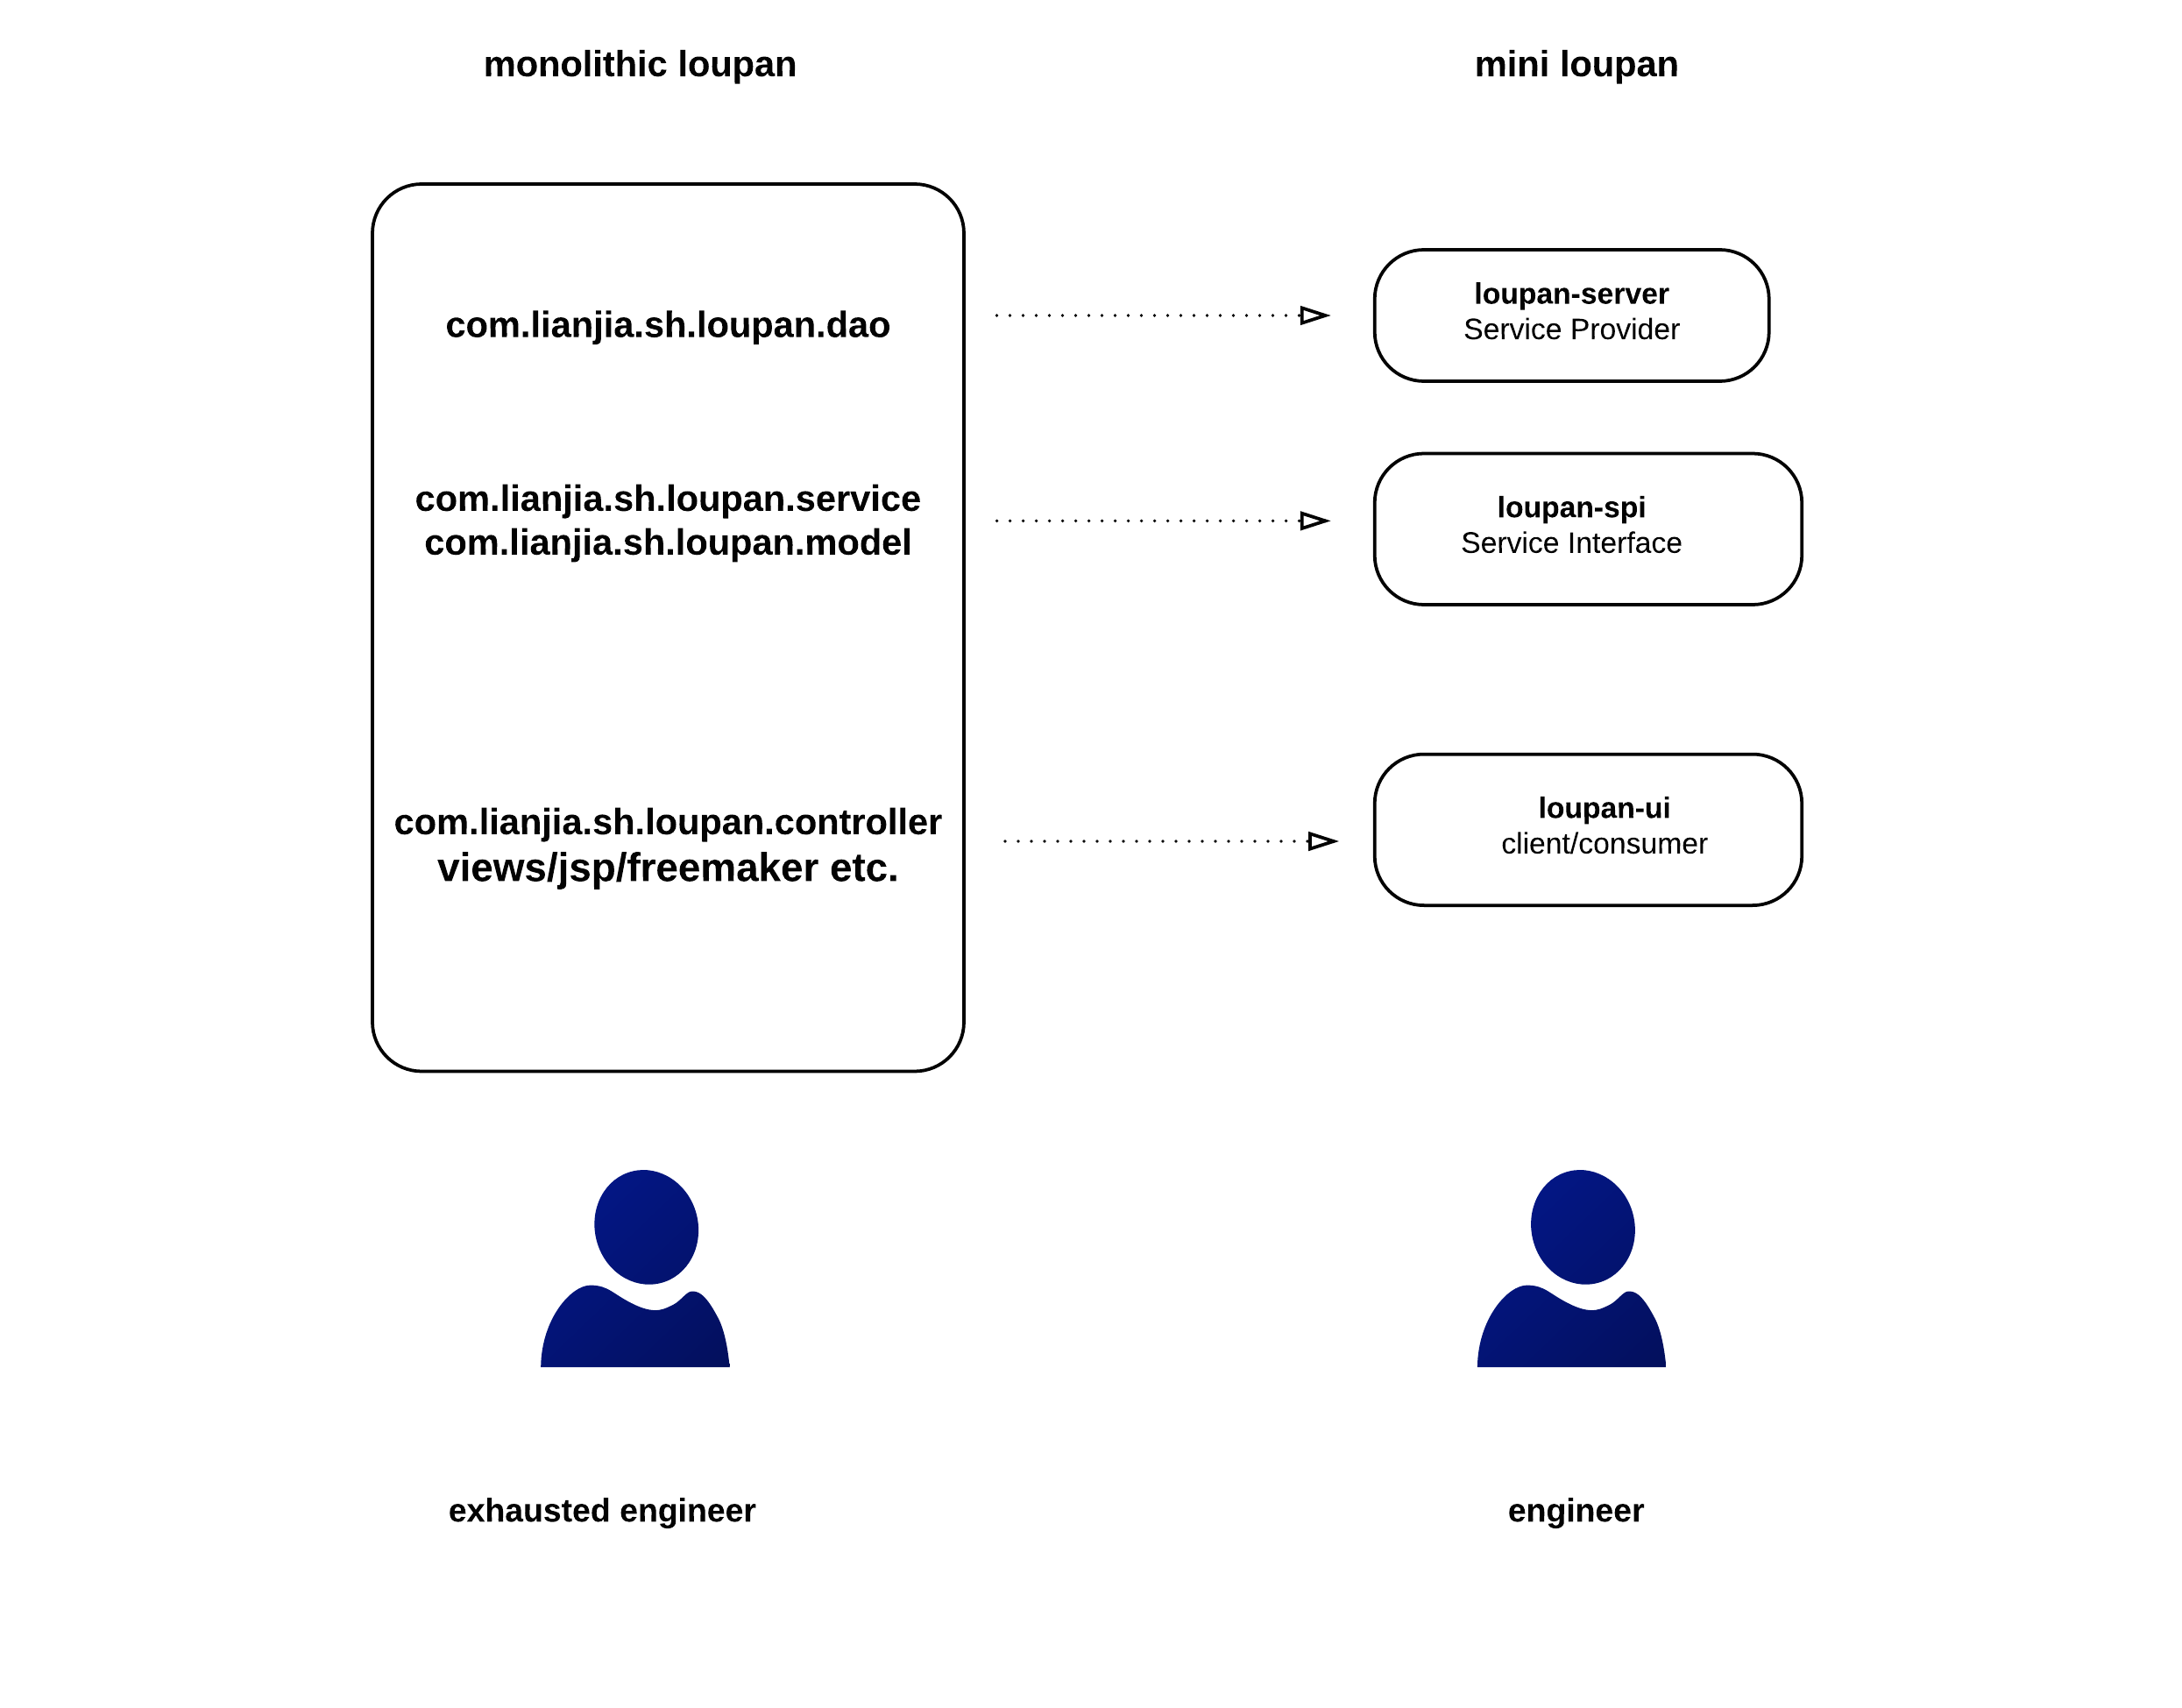 monolithic loupan
mini loupan
com.lianjia.sh.loupan.dao
loupan-server
Service Provider
com.lianjia.sh.loupan.service
com.lianjia.sh.loupan.model
loupan-spi
Service Interface
com.lianjia.sh.loupan.controller
views/jsp/freemaker etc.
loupan-ui
client/consumer
exhausted engineer
engineer